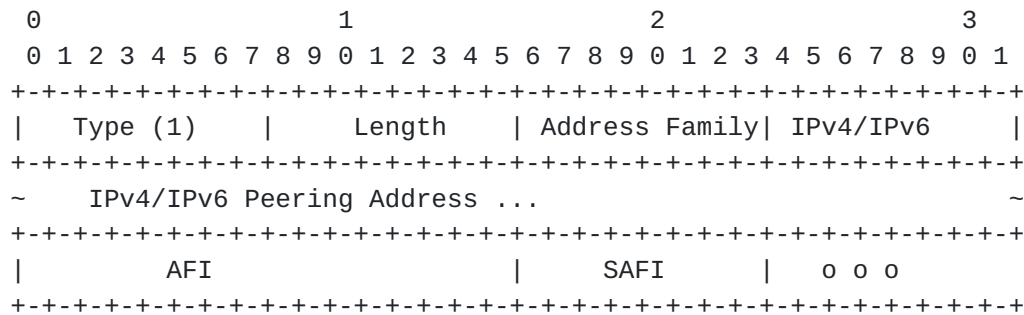 0                   1                   2                   3
 0 1 2 3 4 5 6 7 8 9 0 1 2 3 4 5 6 7 8 9 0 1 2 3 4 5 6 7 8 9 0 1
+-+-+-+-+-+-+-+-+-+-+-+-+-+-+-+-+-+-+-+-+-+-+-+-+-+-+-+-+-+-+-+-+
|   Type (1)    |     Length    | Address Family| IPv4/IPv6     |
+-+-+-+-+-+-+-+-+-+-+-+-+-+-+-+-+-+-+-+-+-+-+-+-+-+-+-+-+-+-+-+-+
~    IPv4/IPv6 Peering Address ...                              ~
+-+-+-+-+-+-+-+-+-+-+-+-+-+-+-+-+-+-+-+-+-+-+-+-+-+-+-+-+-+-+-+-+
|         AFI                   |     SAFI      |   o o o
+-+-+-+-+-+-+-+-+-+-+-+-+-+-+-+-+-+-+-+-+-+-+-+-+-+-+-+-+-+-+-+-+